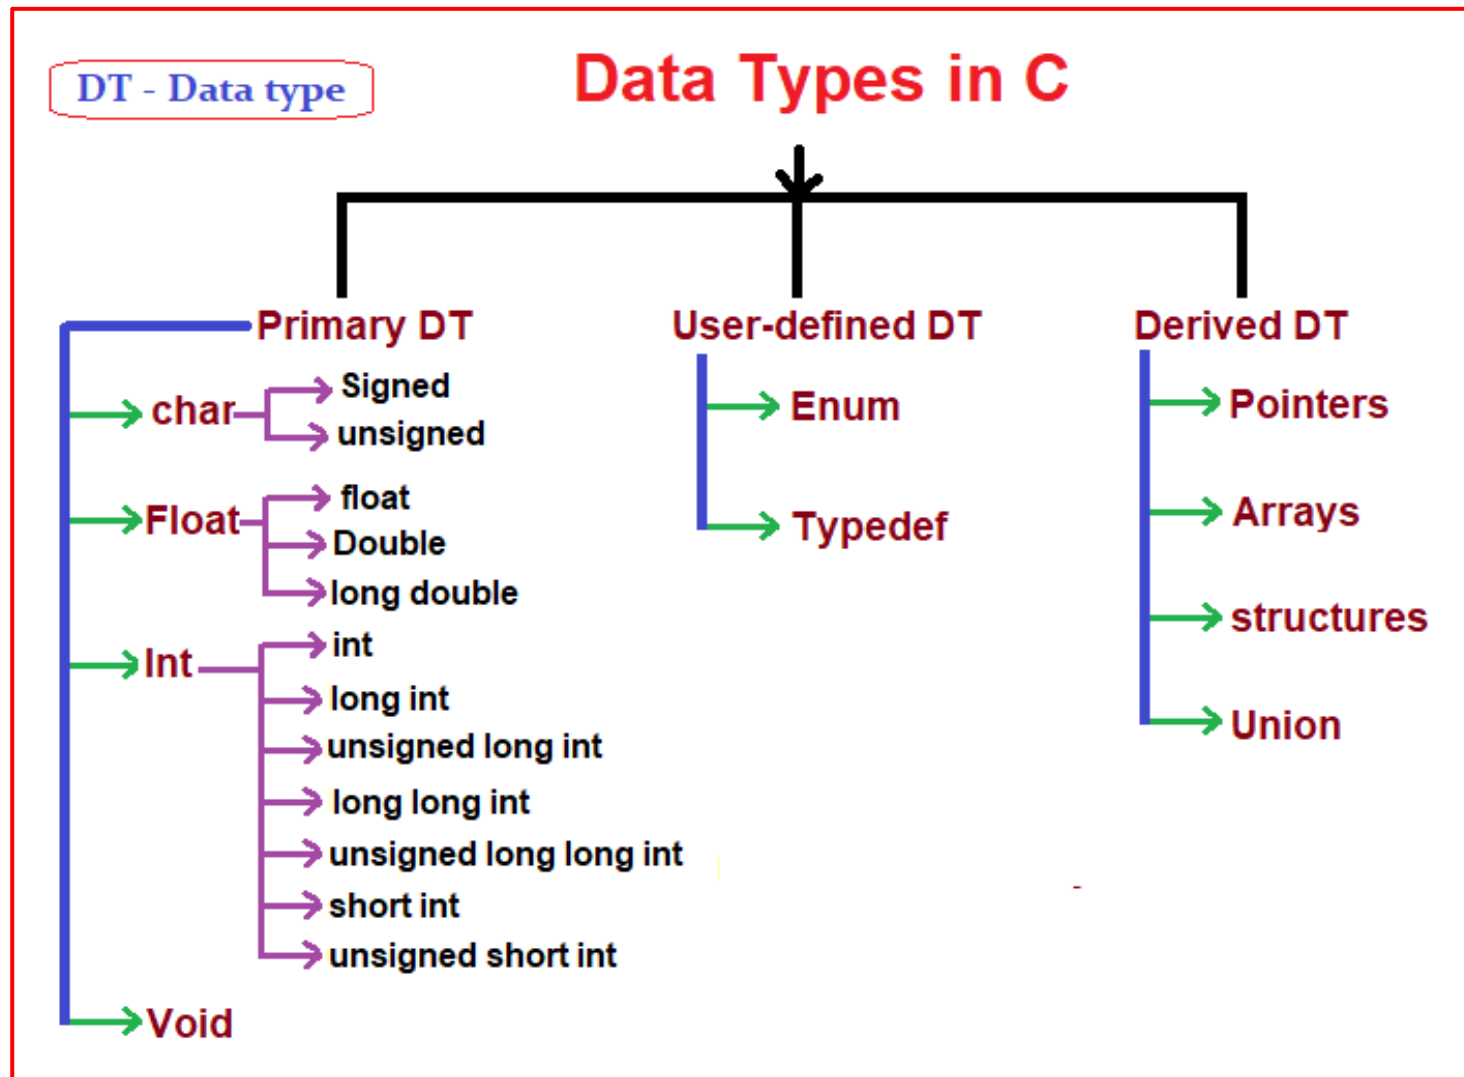 DT - Data type
Data Types in C
Primary DT
char
Signed
unsigned
Float
float
Double
long double
Int
int
long int
unsigned long int
long long int
unsigned long long int
short int
unsigned short int
Void
User-defined DT
Enum
Typedef
Derived DT
Pointers
Arrays
structures
Union